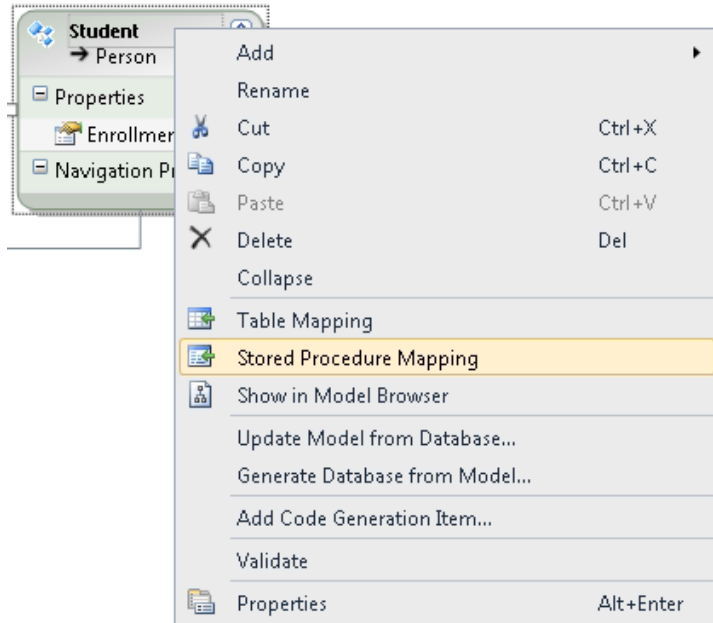 Student
Person
Properties
Navigation
Add
Rename
Cut Ctrl+X
Copy Ctrl+C
Paste Ctrl+V
Delete Del
Collapse
Table Mapping
Stored Procedure Mapping
Show in Model Browser
Update Model from Database...
Generate Database from Model...
Add Code Generation Item...
Validate
Properties Alt+Enter